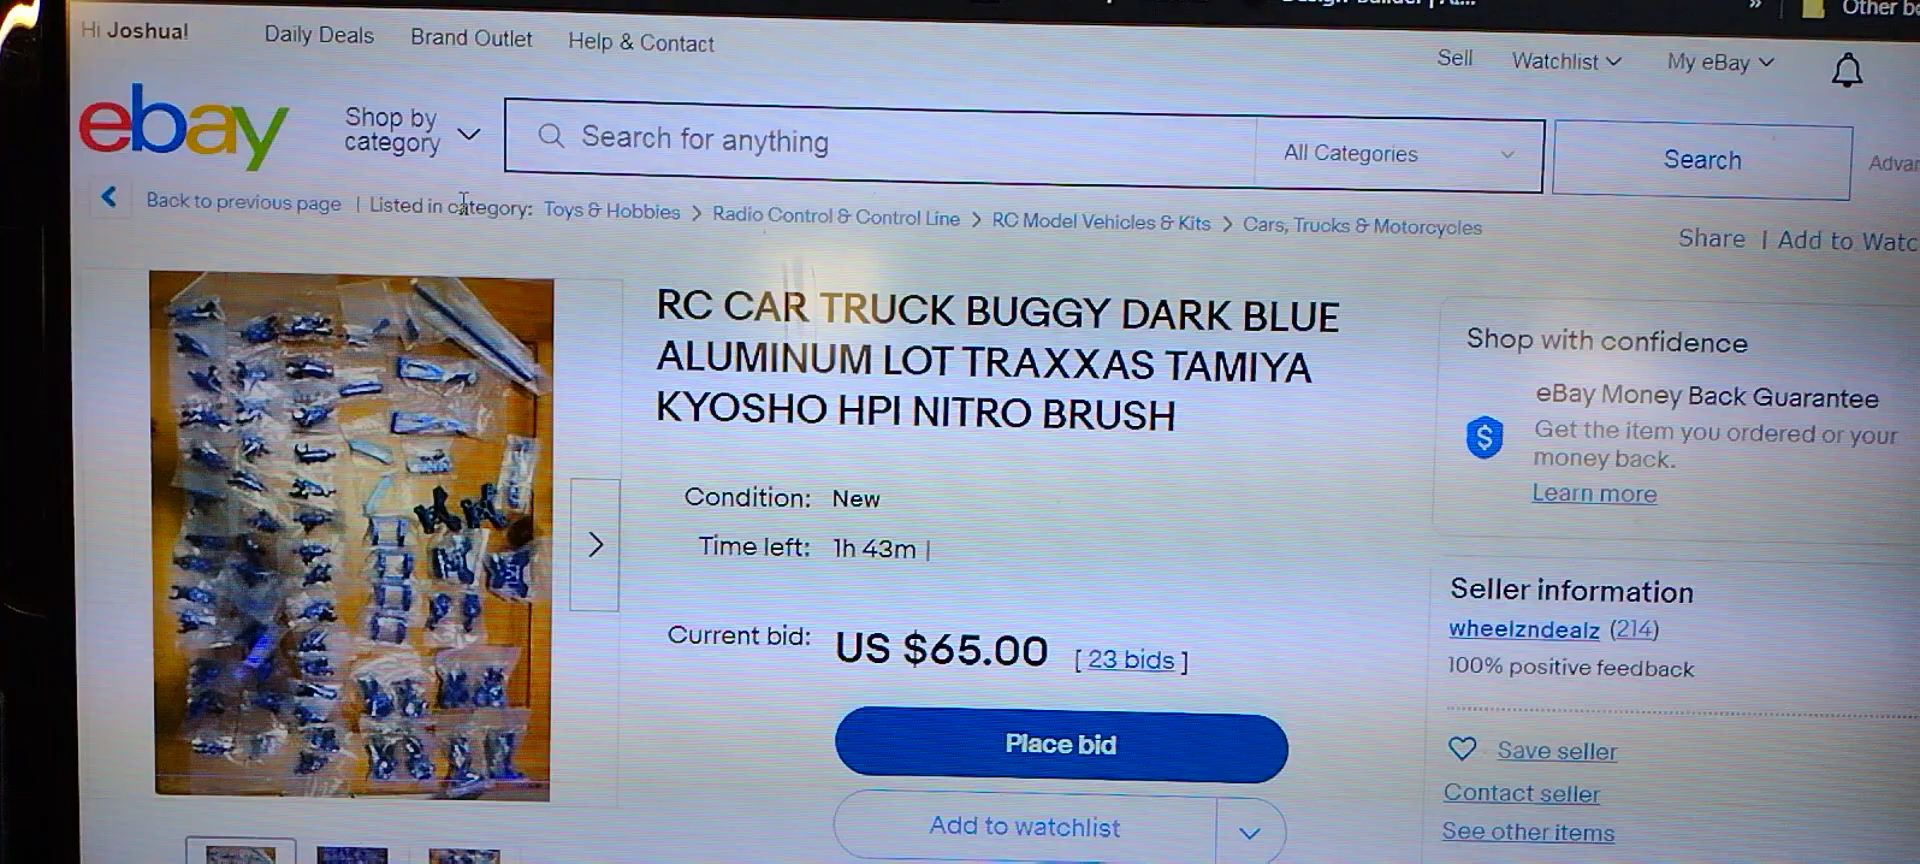 Other
Hi Joshua!
Daily Deals
Brand Outlet
Help & Contact
Sell
Watchlist
My eBay
ebay
Shop by
category
Search for anything
All Categories
Search
Back to previous page | Listed in category: Toys & Hobbies > Radio Control & Control Line > RC Model Vehicles & Kits > Cars, Trucks & Motorcycles
Share | Add to
RC CAR TRUCK BUGGY DARK BLUE
ALUMINUM LOT TRAXXAS TAMIYA
KYOSHO HPI NITRO BRUSH
Condition: New
Time left: 1h 43m |
Current bid: US $65.00 [ 23 bids ]
Place bid
Add to watchlist
Shop with confidence
eBay Money Back Guarantee
Get the item you ordered or your
money back.
Learn more
Seller information
wheelzndealz (214)
100% positive feedback
Save seller
Contact seller
See other items